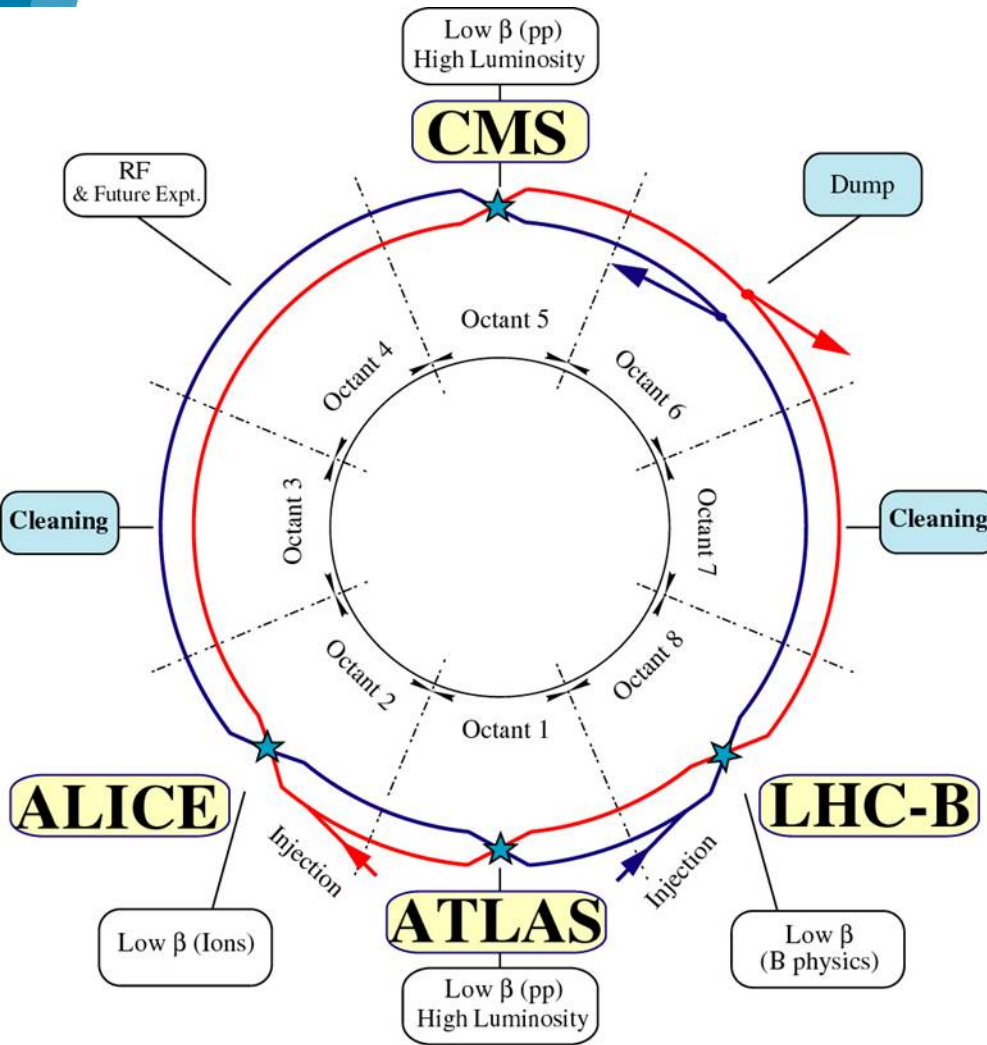 Low β (pp)
High Luminosity
CMS
RF
& Future Expt.
Dump
Octant 5
Octant 4
Octant 6
Octant 3
Octant 7
Cleaning
Cleaning
Octant 2
Octant 8
Octant 1
ALICE
LHC-B
Injection
Injection
ATLAS
Low β (Ions)
Low β
(B physics)
Low β (pp)
High Luminosity